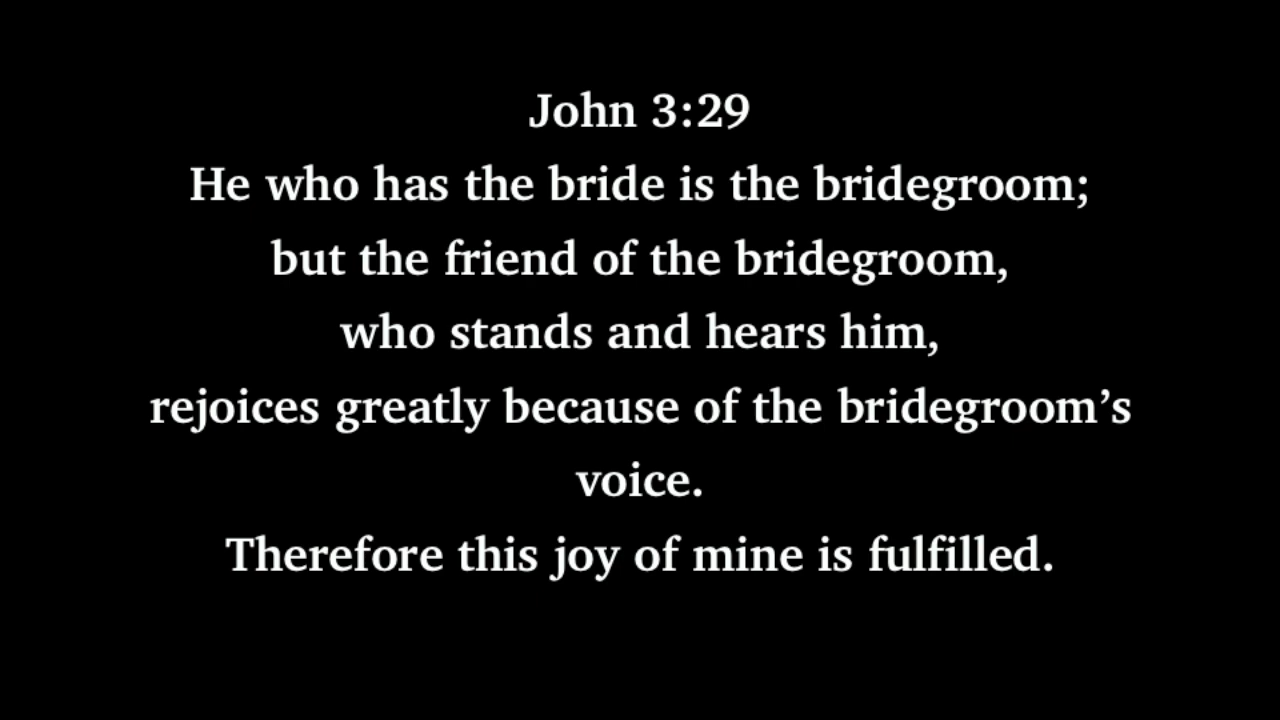 John 3:29
He who has the bride is the bridegroom;
but the friend of the bridegroom,
who stands and hears him,
rejoices greatly because of the bridegroom’s
voice.
Therefore this joy of mine is fulfilled.